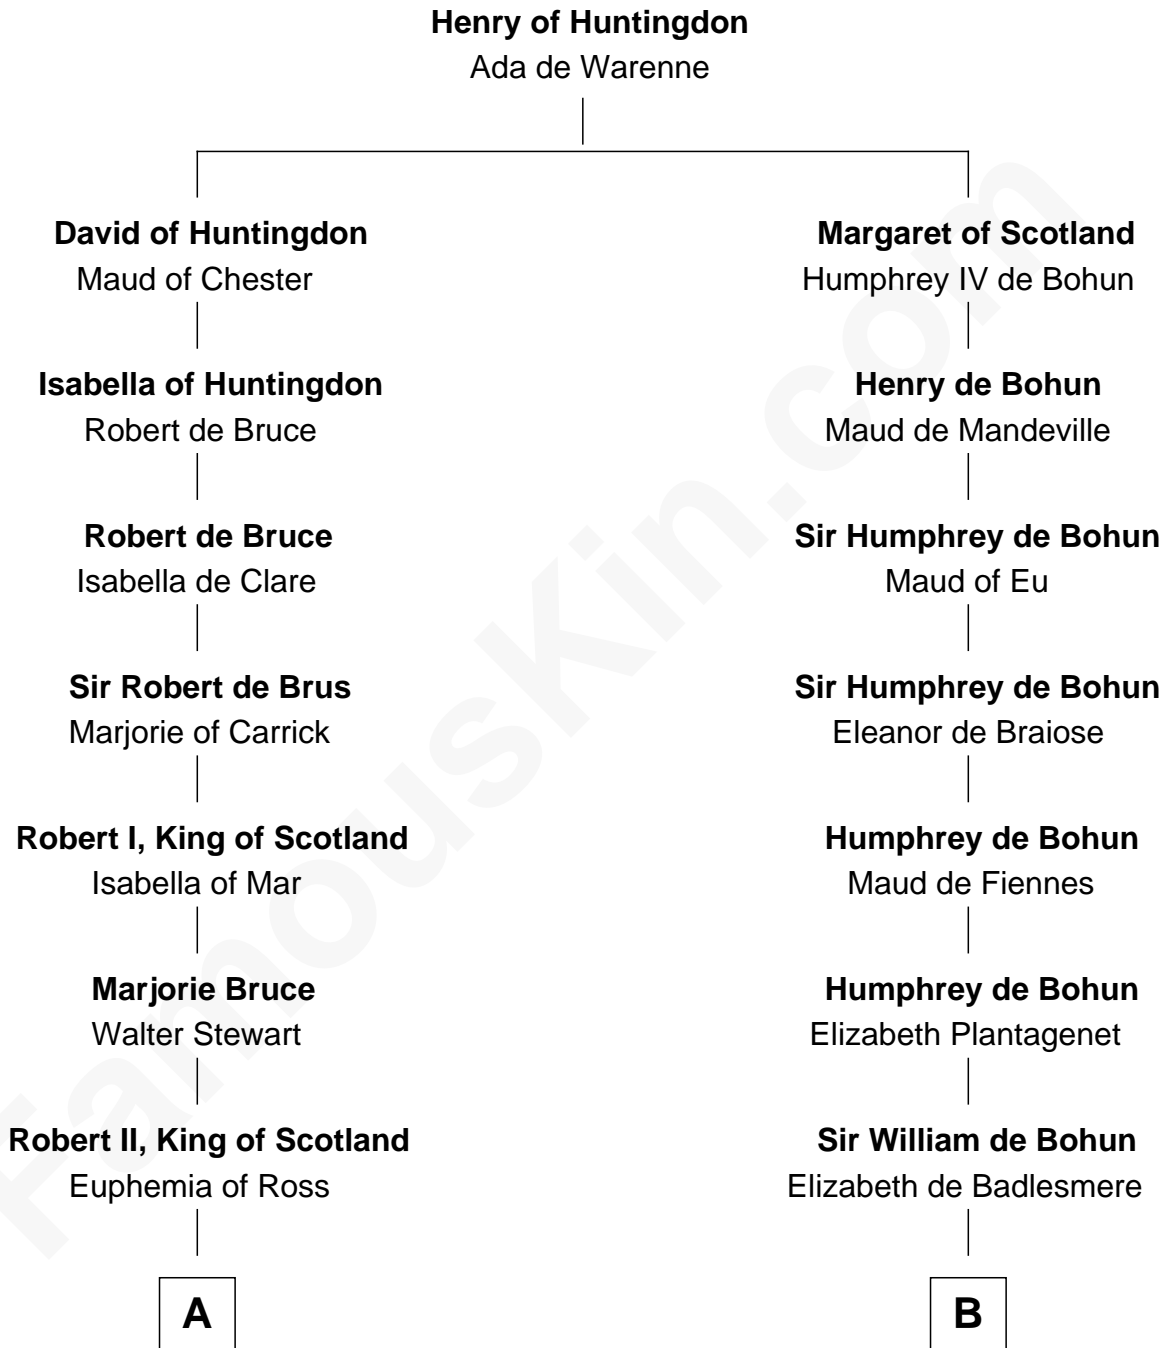 Henry of Huntingdon
Ada de Warenne
David of Huntingdon
Maud of Chester
Isabella of Huntingdon
Robert de Bruce
Robert de Bruce
Isabella de Clare
Sir Robert de Brus
Marjorie of Carrick
Robert I, King of Scotland
Isabella of Mar
Marjorie Bruce
Walter Stewart
Robert II, King of Scotland
Euphemia of Ross
A
Margaret of Scotland
Humphrey IV de Bohun
Henry de Bohun
Maud de Mandeville
Sir Humphrey de Bohun
Maud of Eu
Sir Humphrey de Bohun
Eleanor de Braiose
Humphrey de Bohun
Maud de Fiennes
Humphrey de Bohun
Elizabeth Plantagenet
Sir William de Bohun
Elizabeth de Badlesmere
B
FamousKin.com